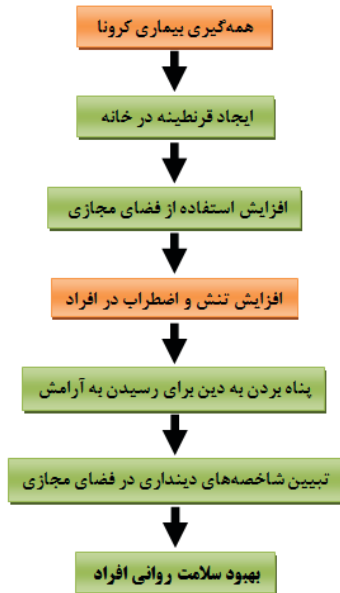 همه‌گیری بیماری کرونا
ایجاد قرنطینه در خانه
افزایش استفاده از فضای مجازی
افزایش تنش و اضطراب در افراد
پناه بردن به دین برای رسیدن به آرامش
تبیین شاخصه‌های دینداری در فضای مجازی
بهبود سلامت روانی افراد